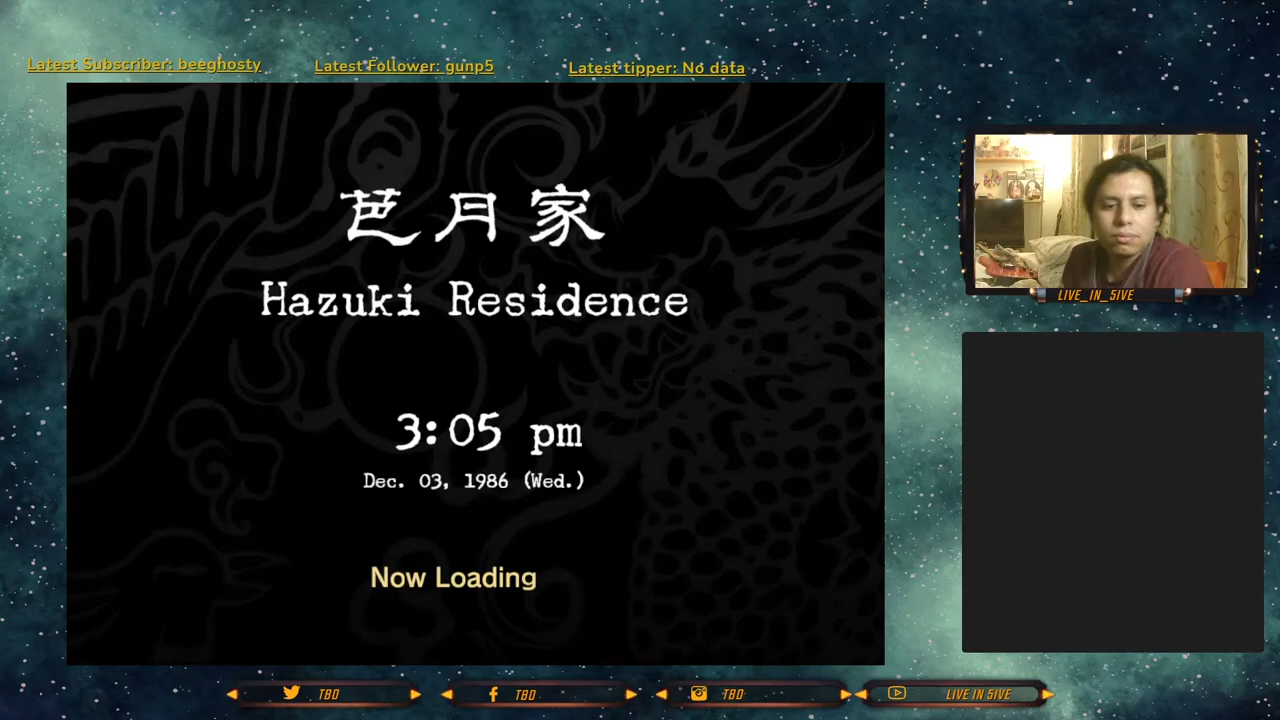 Latest Subscriber: beeghosty
Latest Follower: gunp5
Latest tipper: No data
芭月家
Hazuki Residence
3:05 pm
Dec. 03, 1986 (Wed.)
Now Loading
LIVE_IN_5IVE
TBD
TBD
TBD
LIVE IN 5IVE